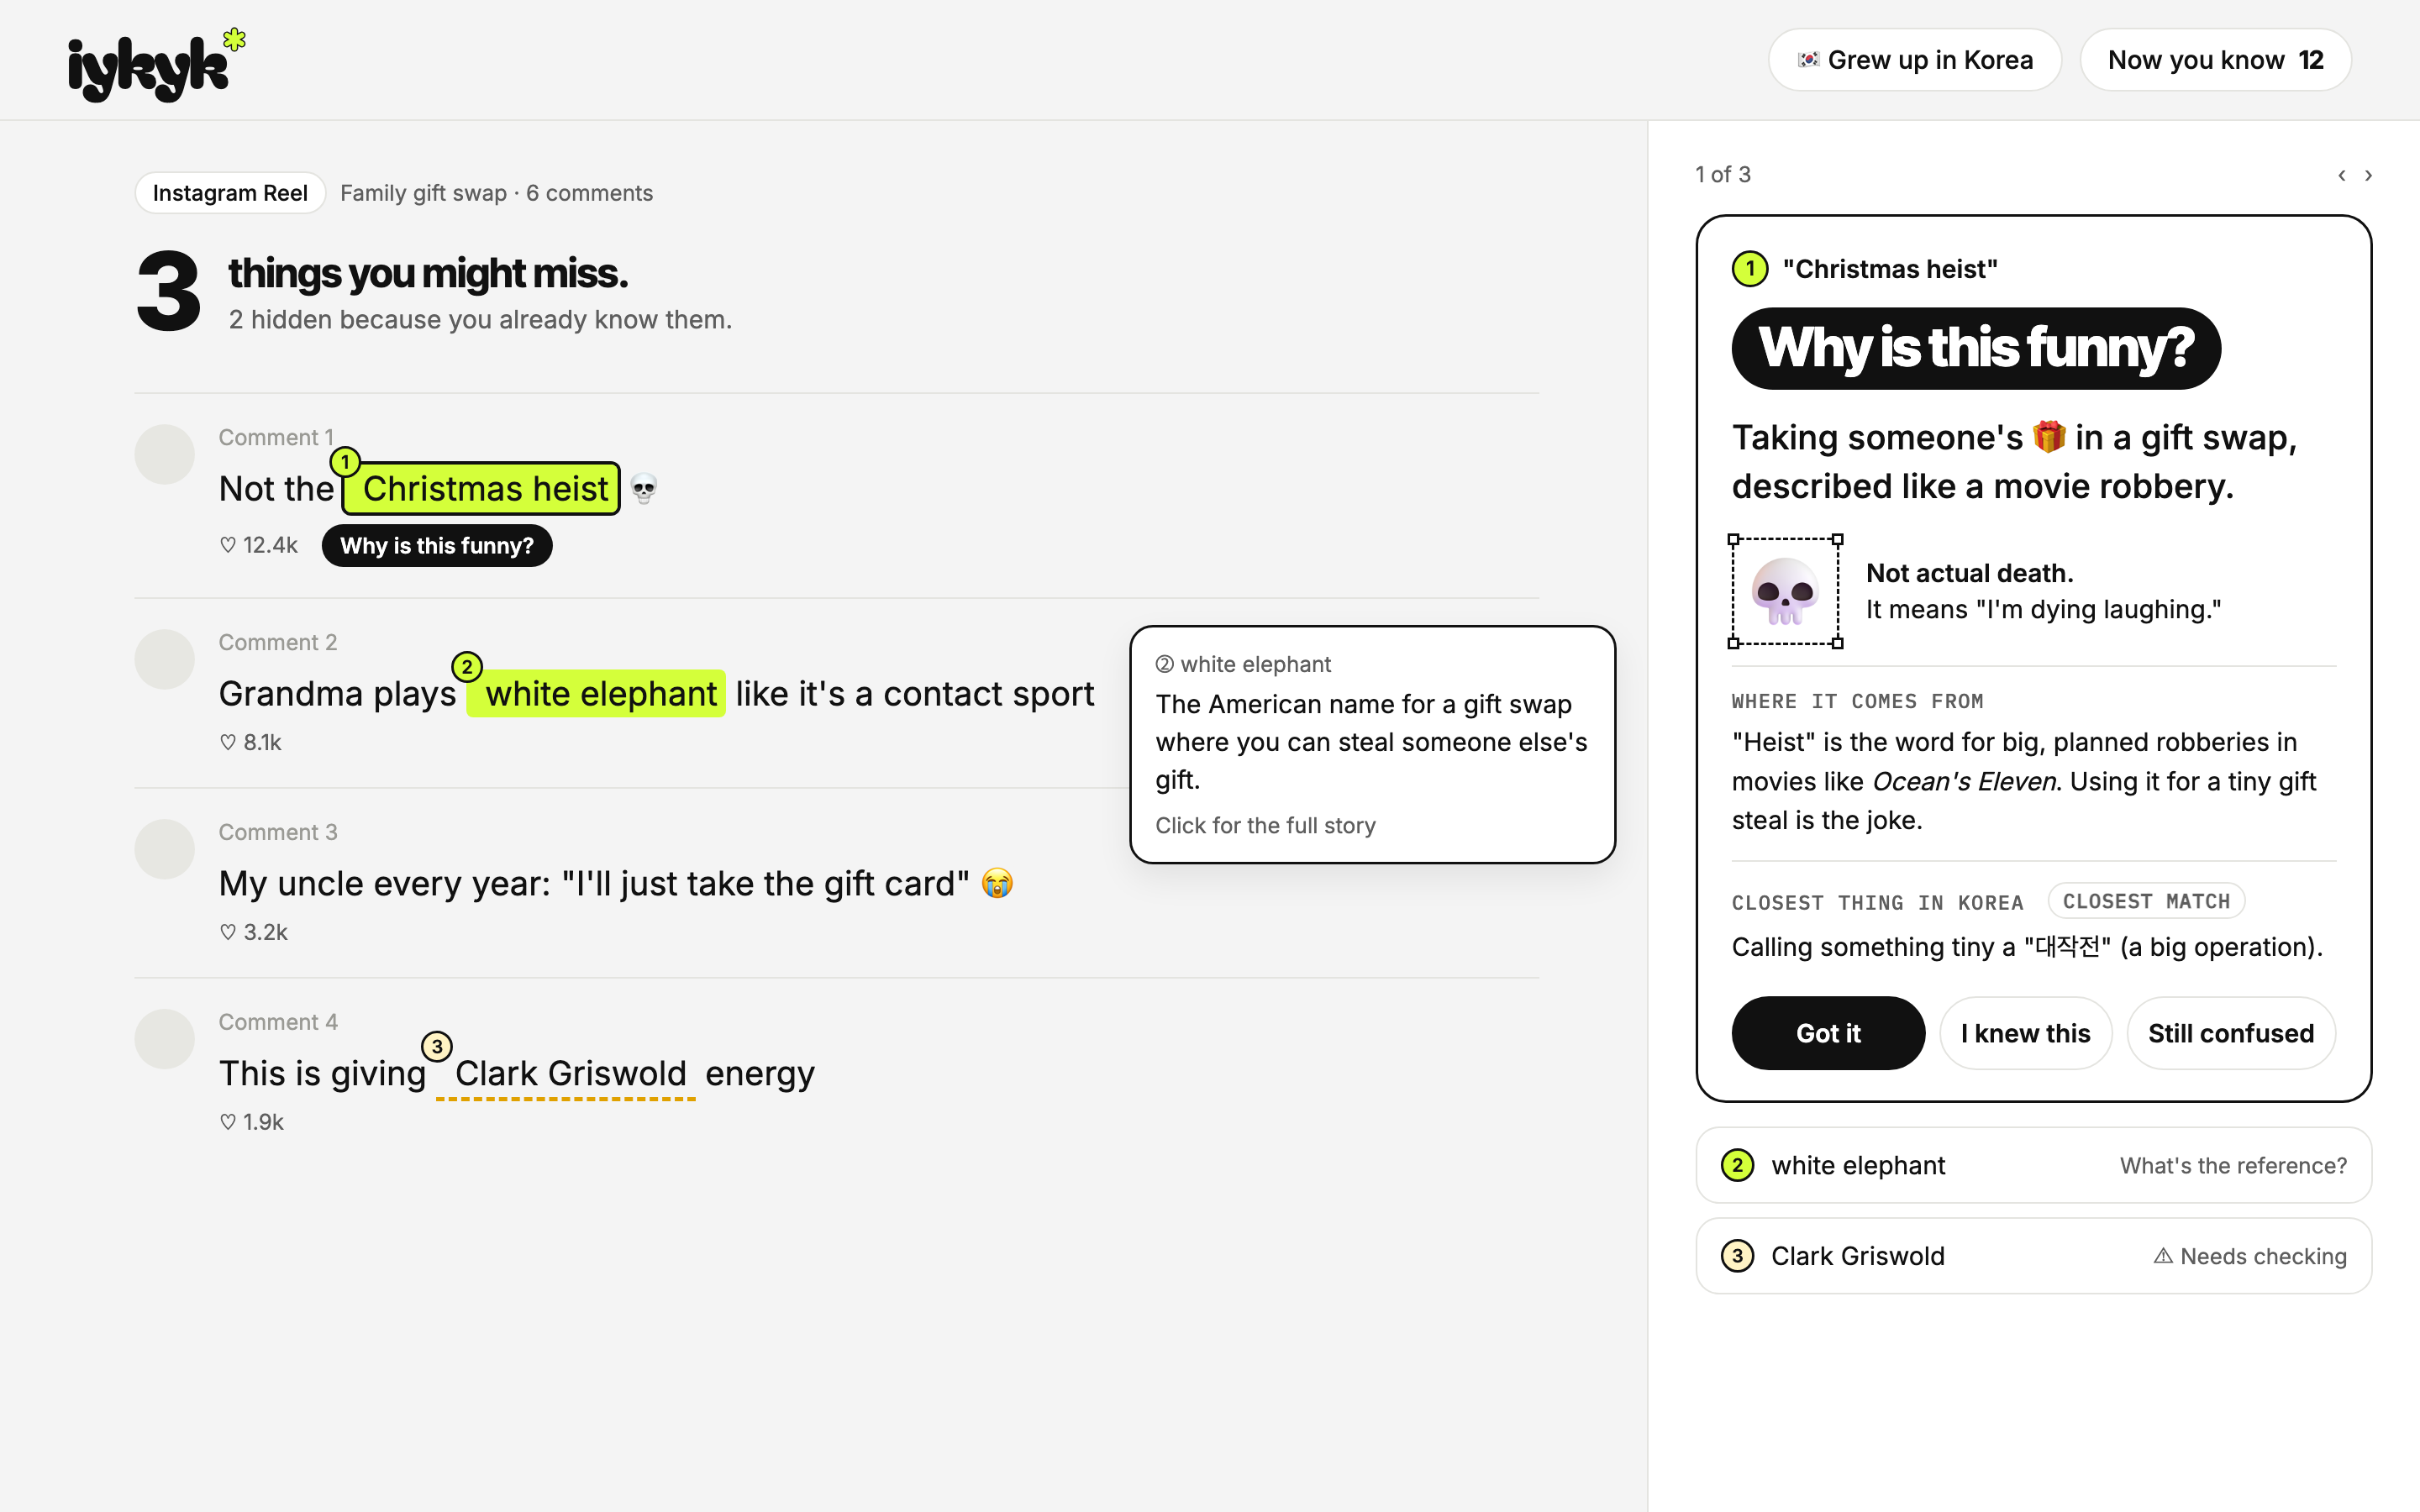 iykyk*
🇰🇷 Grew up in Korea
Now you know 12
Instagram Reel
Family gift swap · 6 comments
3 things you might miss.
2 hidden because you already know them.
Comment 1
1
Not the Christmas heist 💀
♡ 12.4k
Why is this funny?
Comment 2
2
Grandma plays white elephant like it's a contact sport
♡ 8.1k
② white elephant
The American name for a gift swap
where you can steal someone else's
gift.
Click for the full story
Comment 3
My uncle every year: "I'll just take the gift card" 😭
♡ 3.2k
Comment 4
3
This is giving Clark Griswold energy
♡ 1.9k
1 of 3
‹ ›
1 "Christmas heist"
Why is this funny?
Taking someone's 🎁 in a gift swap,
described like a movie robbery.
Not actual death.
It means "I'm dying laughing."
WHERE IT COMES FROM
"Heist" is the word for big, planned robberies in
movies like Ocean's Eleven. Using it for a tiny gift
steal is the joke.
CLOSEST THING IN KOREA
CLOSEST MATCH
Calling something tiny a "대작전" (a big operation).
Got it
I knew this
Still confused
2 white elephant
What's the reference?
3 Clark Griswold
⚠ Needs checking